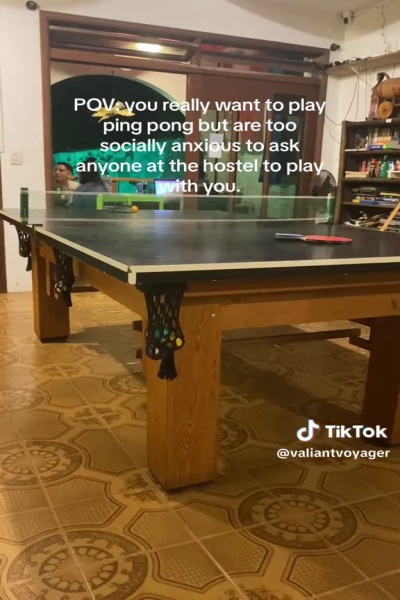 POV: you really want to play
ping pong but are too
socially anxious to ask
anyone at the hostel to play
with you.
TikTok
@valiantvoyager